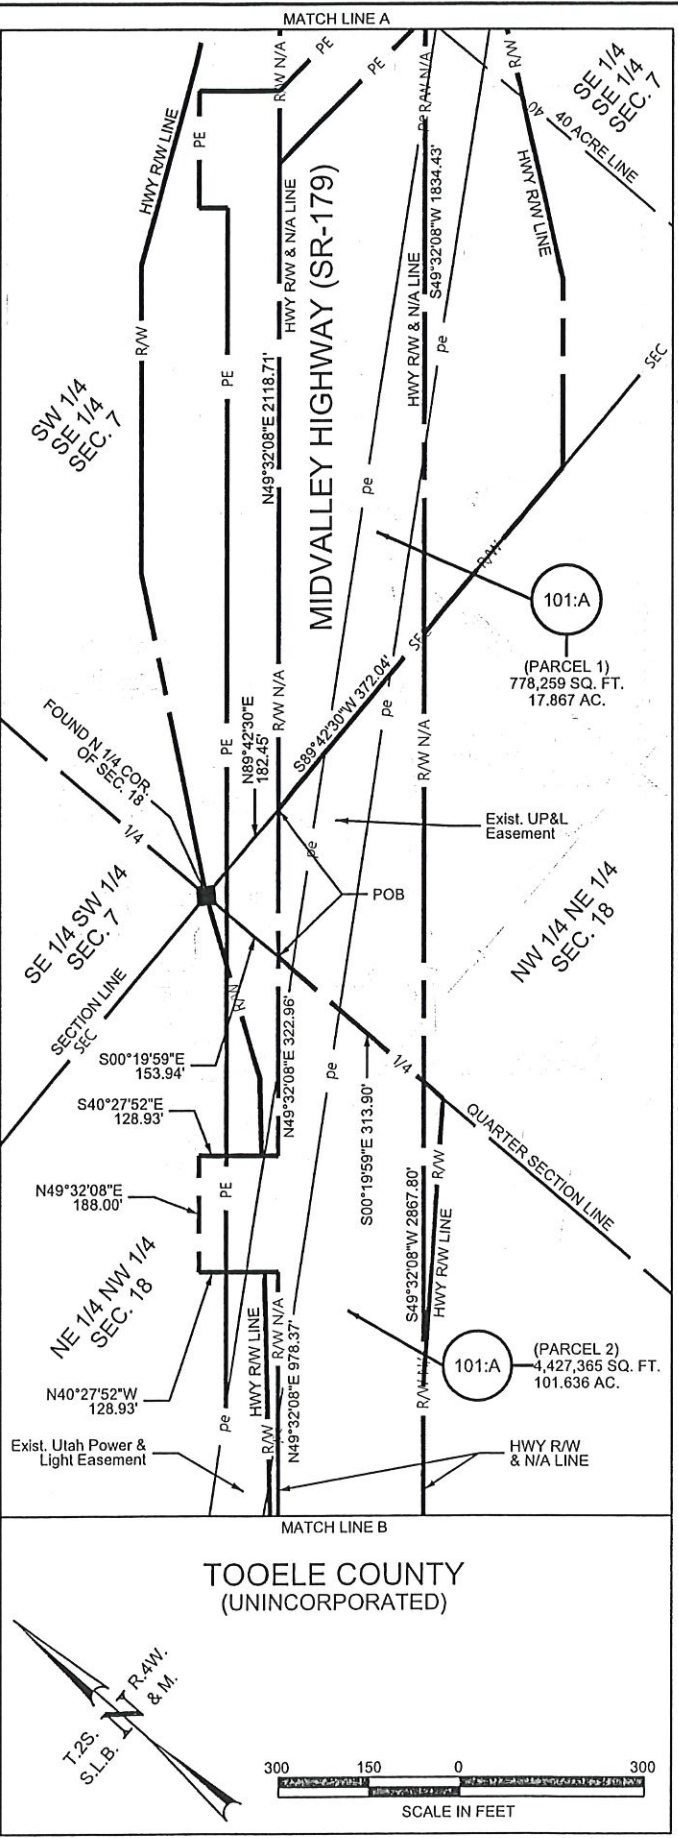 MATCH LINE A
PE
PE
R/W N/A
PE
HWY R/W LINE
R/W
R/W N/A
pe
SE 1/4
SE 1/4
SEC. 7
40
40 ACRE LINE
HWY R/W LINE
HWY R/W & N/A LINE
MIDVALLEY HIGHWAY (SR-179)
HWY R/W & N/A LINE
S49°32'08"W 1834.43'
R/W
PE
pe
SEC
SW 1/4
SE 1/4
SEC. 7
N49°32'08"E 2118.71'
pe
R/W
101:A
(PARCEL 1)
778,259 SQ. FT.
17.867 AC.
SEC
R/W N/A
S89°42'30"W 372.04'
pe
R/W N/A
N89°42'30"E
182.45'
PE
FOUND N 1/4 COR.
OF SEC. 18
1/4
Exist. UP&L
Easement
pe
POB
SE 1/4 SW 1/4
SEC. 7
NW 1/4 NE 1/4
SEC. 18
SECTION LINE
SEC
R/W
S00°19'59"E
153.94'
N49°32'08"E 322.96'
pe
S00°19'59"E 313.90'
1/4
QUARTER SECTION LINE
S40°27'52"E
128.93'
N49°32'08"E
188.00'
PE
R/W
S49°32'08"W 2867.80'
HWY R/W LINE
NE 1/4 NW 1/4
SEC. 18
HWY R/W LINE
R/W N/A
N49°32'08"E 978.37'
101:A
(PARCEL 2)
4,427,365 SQ. FT.
101.636 AC.
N40°27'52"W
128.93'
pe
R/W
R/W N/A
Exist. Utah Power &
Light Easement
HWY R/W
& N/A LINE
MATCH LINE B
TOOELE COUNTY
(UNINCORPORATED)
R.4W.
& M.
T.2S.
S.L.B.
N
300 150 0 300
SCALE IN FEET